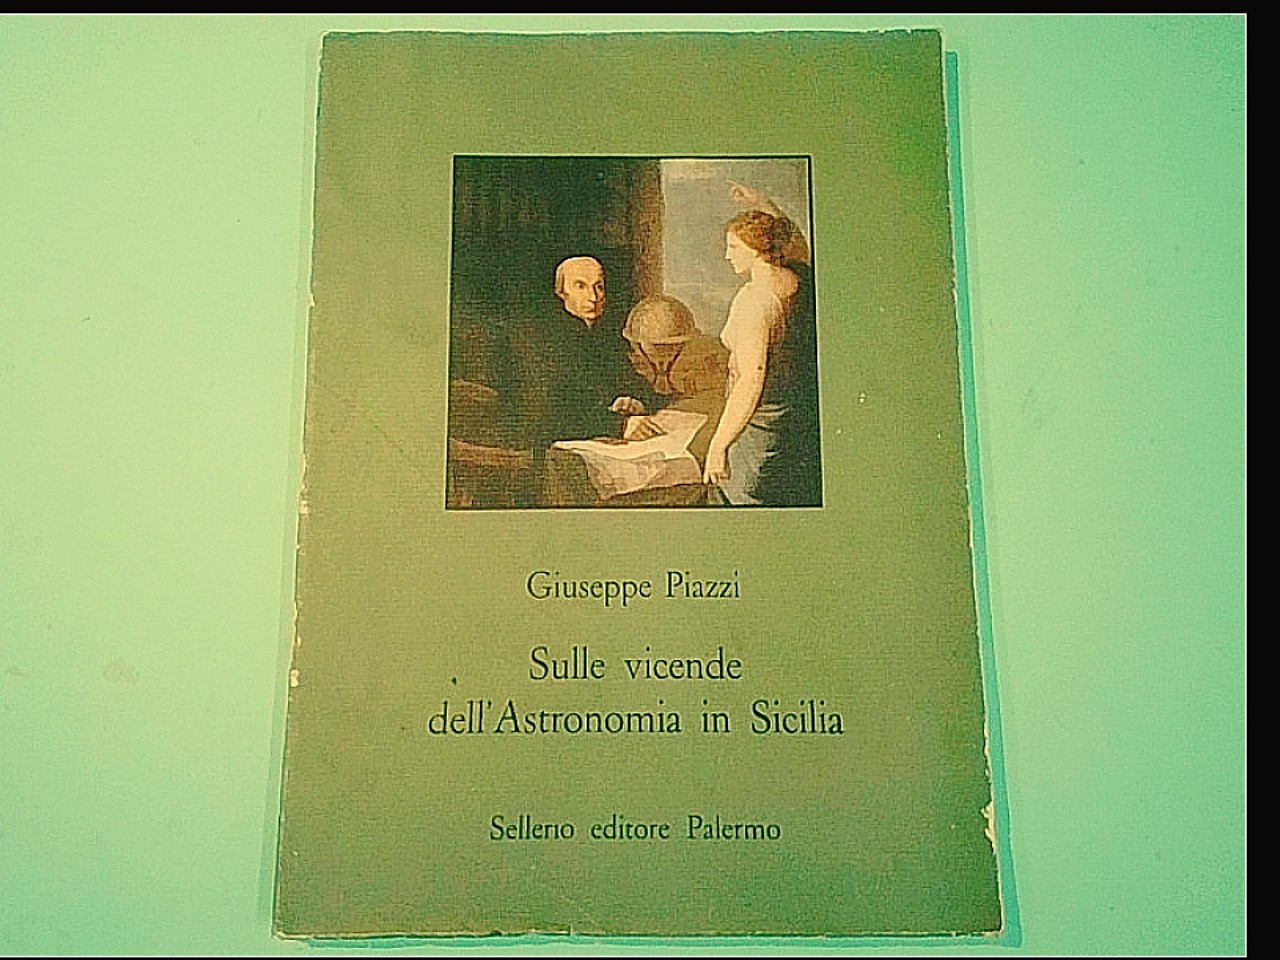 Giuseppe Piazzi
Sulle vicende
dell'Astronomia in Sicilia
Sellerio editore Palermo